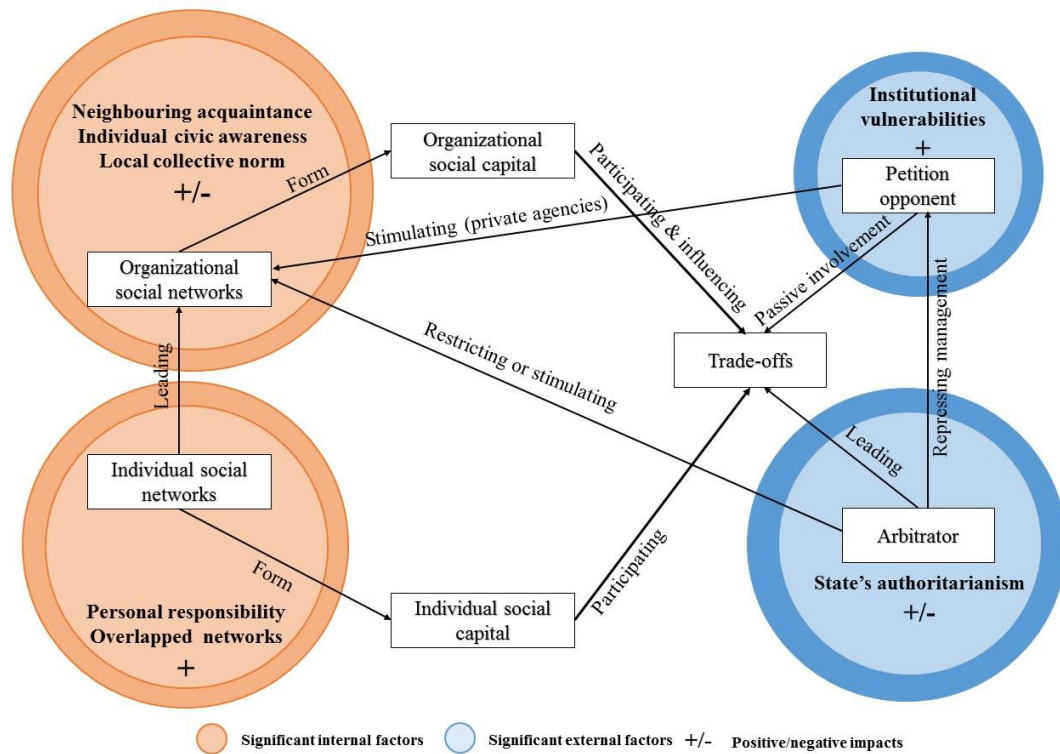 Neighbouring acquaintance
Individual civic awareness
Local collective norm
+/-
Organizational
social networks
Form
Organizational
social capital
Participating & influencing
Stimulating (private agencies)
Institutional
vulnerabilities
+
Petition
opponent
Passive involvement
Repressing management
Trade-offs
Restricting or stimulating
Leading
Individual social
networks
Form
Personal responsibility
Overlapped networks
+
Individual social
capital
Participating
Leading
Arbitrator
State's authoritarianism
+/-
Significant internal factors
Significant external factors
+/- Positive/negative impacts